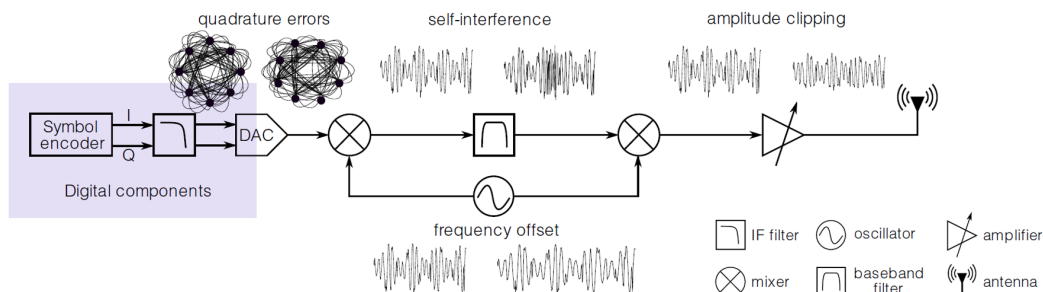 quadrature errors
self-interference
amplitude clipping
Symbol
encoder
I
Q
DAC
Digital components
frequency offset
IF filter
oscillator
amplifier
mixer
baseband
filter
antenna